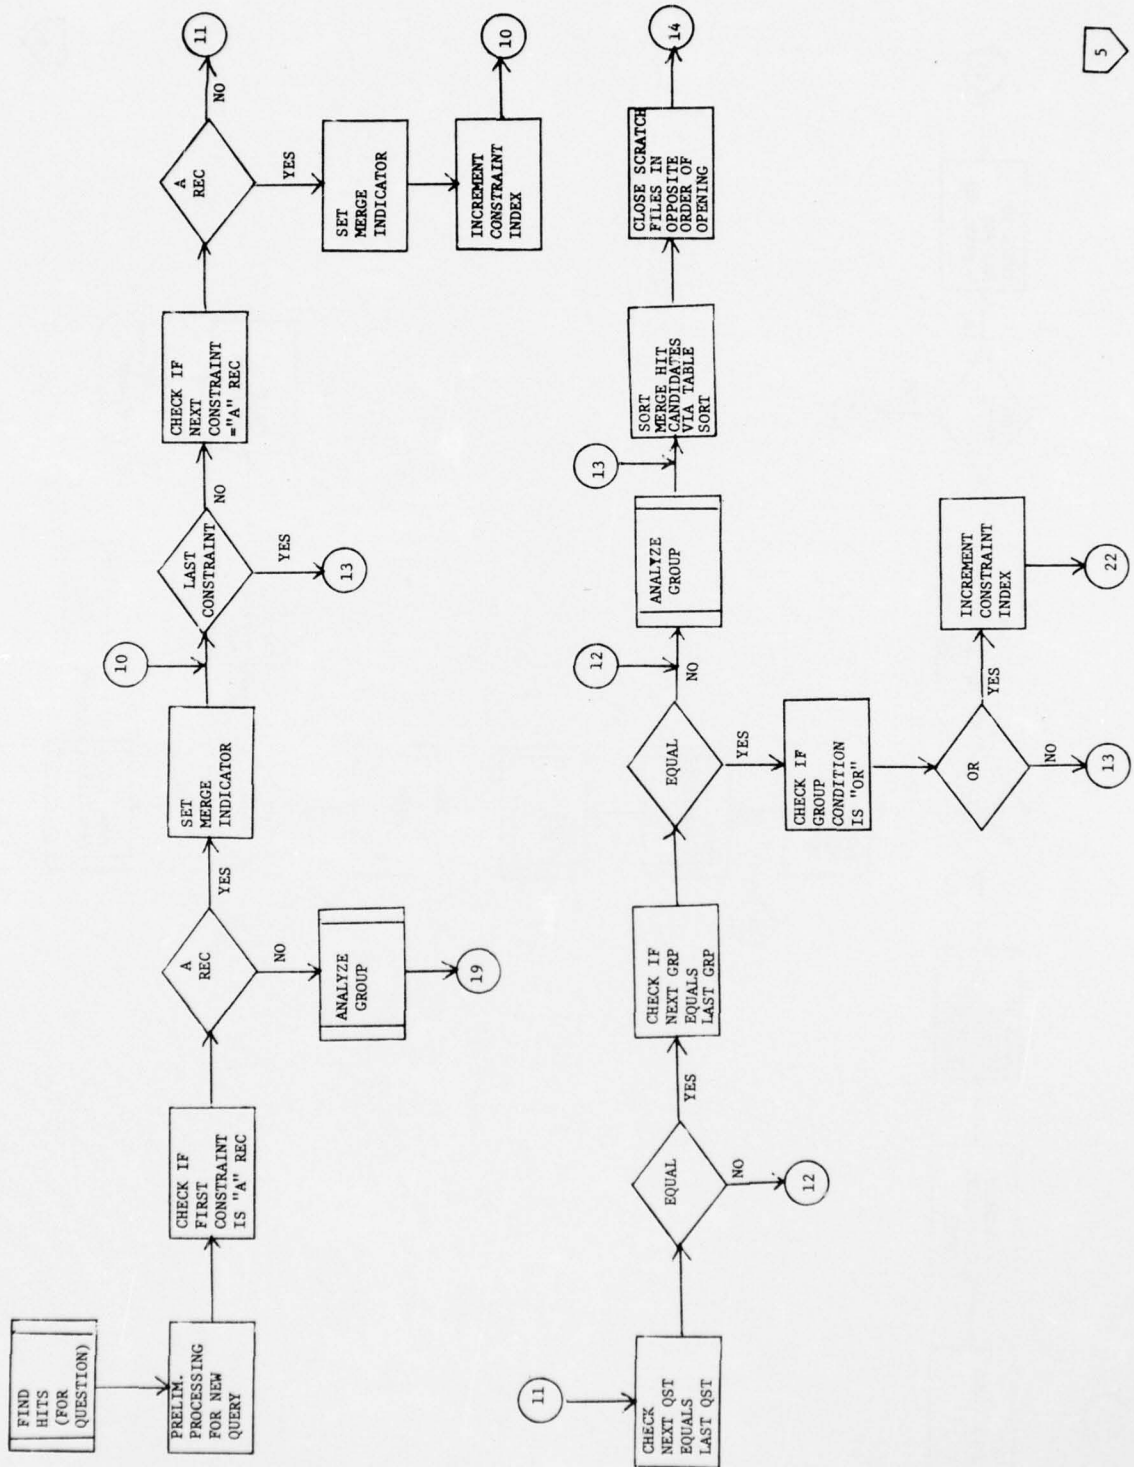 FIND
HITS
(FOR
QUESTION)
PRELIM.
PROCESSING
FOR NEW
QUERY
CHECK IF
FIRST
CONSTRAINT
IS "A" REC
A
REC
YES
NO
ANALYZE
GROUP
19
SET
MERGE
INDICATOR
10
LAST
CONSTRAINT
NO
YES
13
CHECK IF
NEXT
CONSTRAINT
="A" REC
A
REC
NO
11
YES
SET
MERGE
INDICATOR
INCREMENT
CONSTRAINT
INDEX
10
11
CHECK
NEXT QST
EQUALS
LAST QST
EQUAL
YES
NO
12
CHECK IF
NEXT GRP
EQUALS
LAST GRP
EQUAL
NO
12
YES
CHECK IF
GROUP
CONDITION
IS "OR"
OR
NO
13
YES
INCREMENT
CONSTRAINT
INDEX
22
ANALYZE
GROUP
13
SORT
MERGE HIT
CANDIDATES
VIA TABLE
SORT
CLOSE SCRATCH
FILES IN
OPPOSITE
ORDER OF
OPENING
14
5